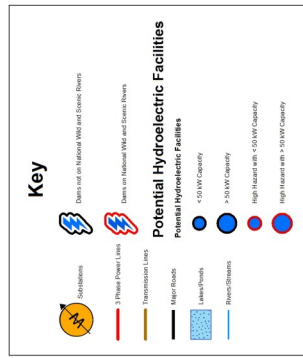 Key
Substations
3 Phase Power Lines
Transmission Lines
Major Roads
Lakes/Ponds
Rivers/Streams
Dams not on National Wild and Scenic Rivers
Dams on National Wild and Scenic Rivers
Potential Hydroelectric Facilities
Potential Hydroelectric Facilities
< 50 kW Capacity
> 50 kW Capacity
High Hazard with < 50 kW Capacity
High Hazard with > 50 kW Capacity